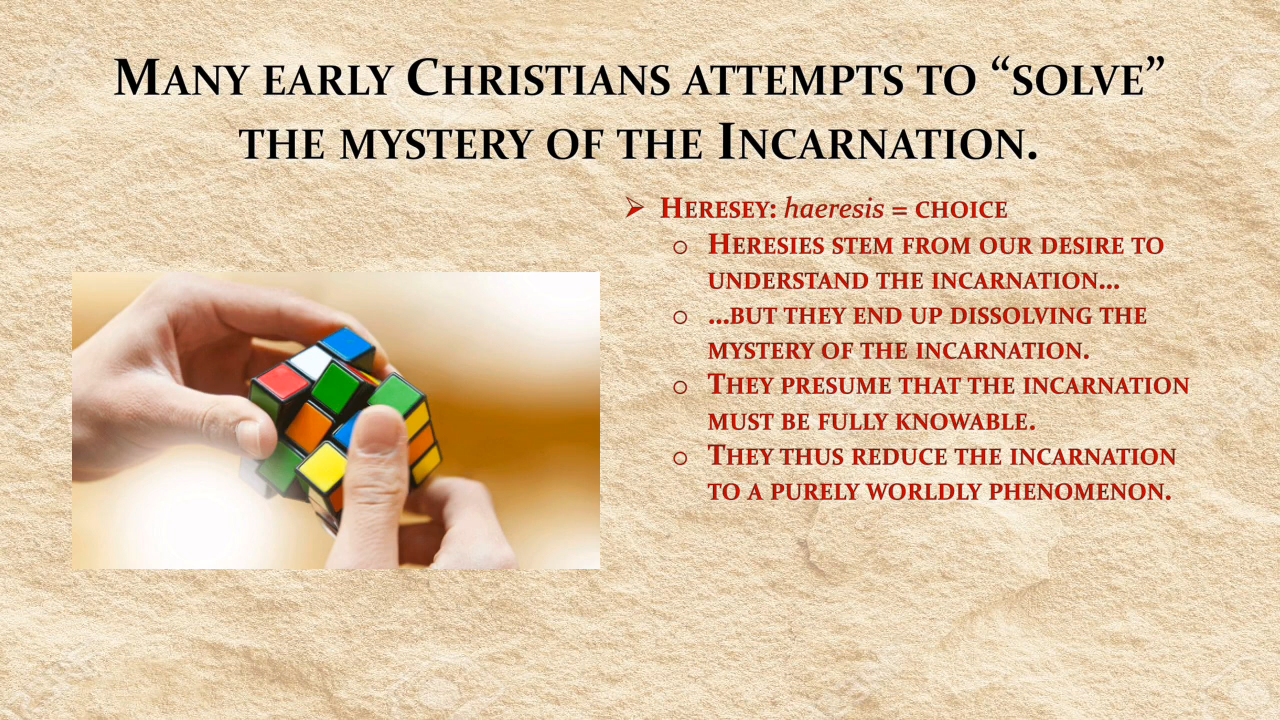 Many early Christians attempts to “solve”
the mystery of the Incarnation.
➢ Heresey: haeresis = choice
o Heresies stem from our desire to
understand the incarnation…
o …but they end up dissolving the
mystery of the incarnation.
o They presume that the incarnation
must be fully knowable.
o They thus reduce the incarnation
to a purely worldly phenomenon.